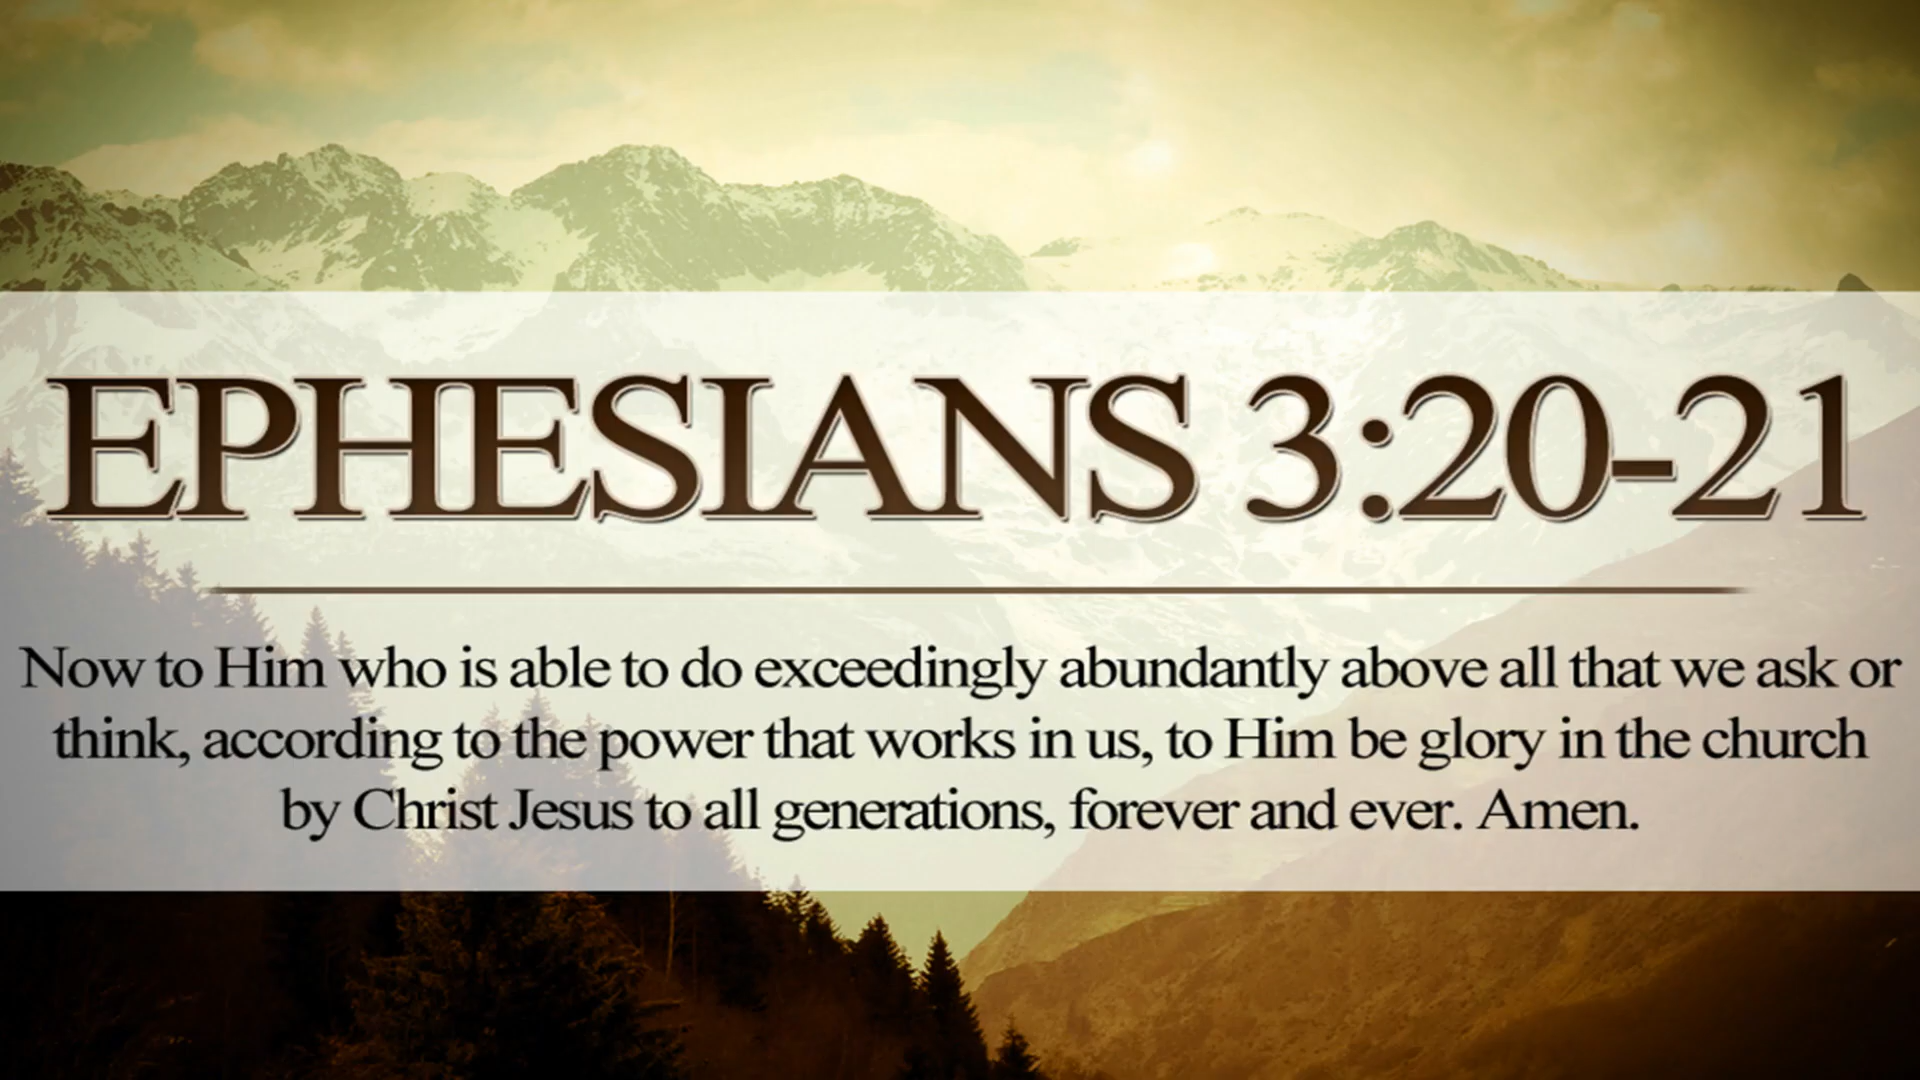 EPHESIANS 3:20-21
Now to Him who is able to do exceedingly abundantly above all that we ask or
think, according to the power that works in us, to Him be glory in the church
by Christ Jesus to all generations, forever and ever. Amen.